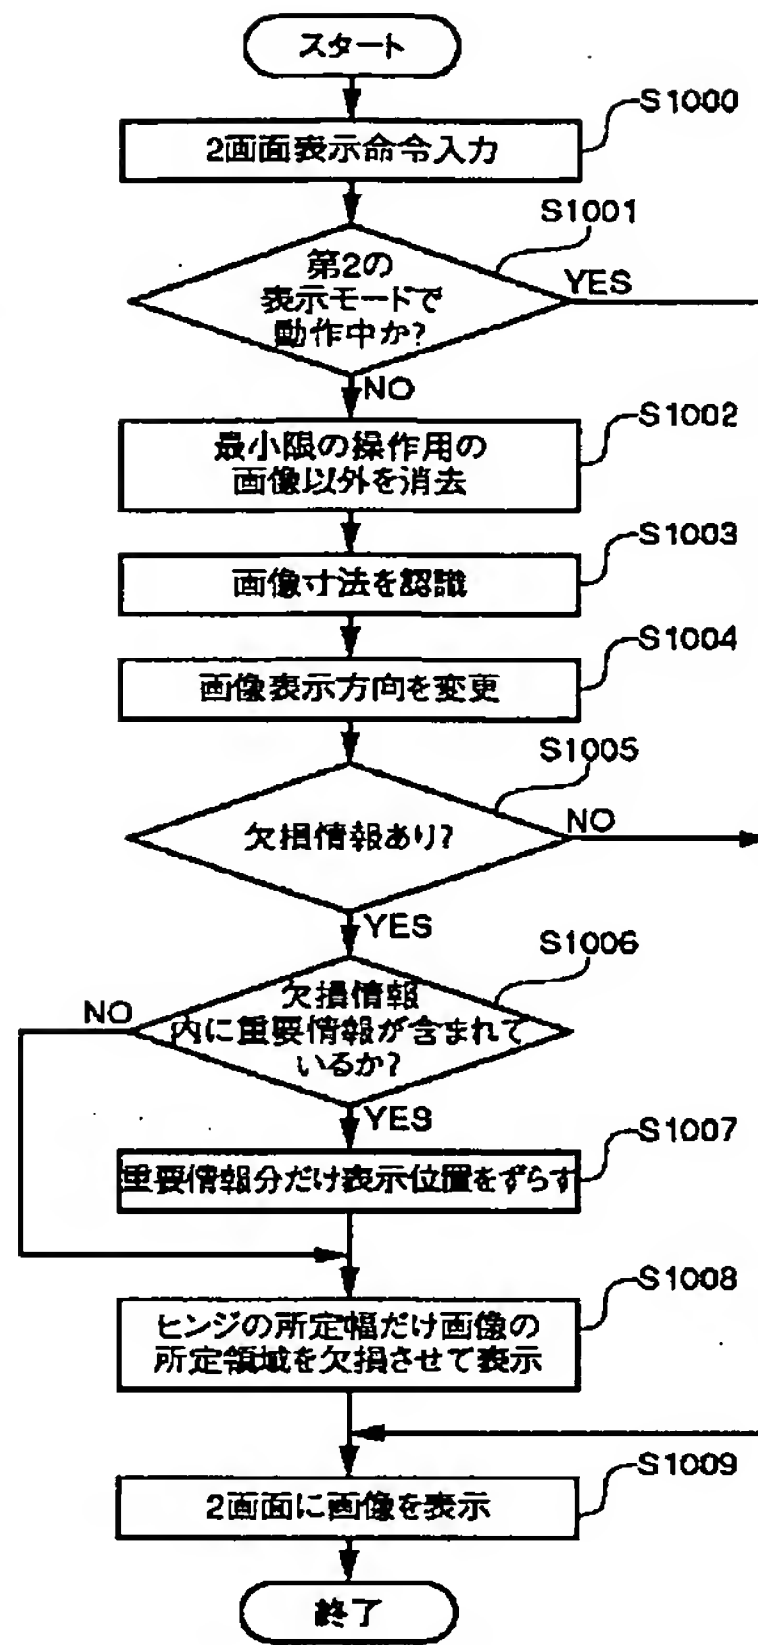 スタート
S1000
2画面表示命令入力
S1001
第2の
表示モードで
動作中か?
YES
NO
S1002
最小限の操作用の
画像以外を消去
S1003
画像寸法を認識
S1004
画像表示方向を変更
S1005
欠損情報あり?
NO
YES
S1006
欠損情報
内に重要情報が含まれて
いるか?
NO
YES
S1007
重要情報分だけ表示位置をずらす
S1008
ヒンジの所定幅だけ画像の
所定領域を欠損させて表示
S1009
2画面に画像を表示
終了